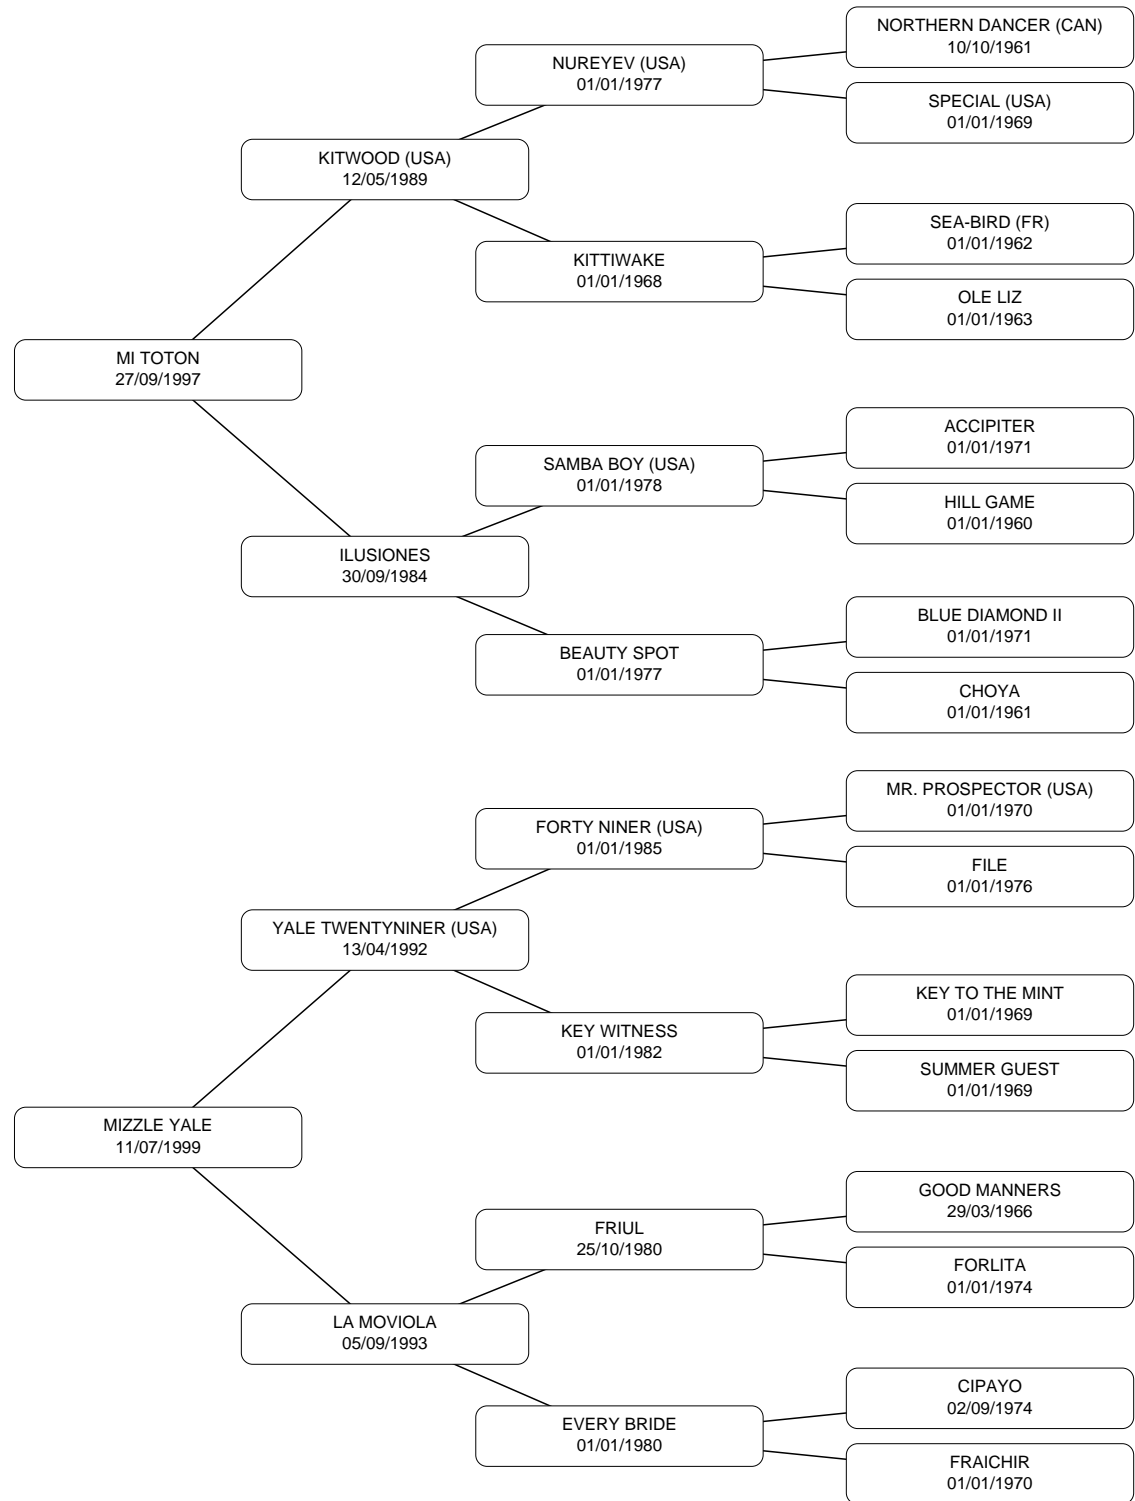 NORTHERN DANCER (CAN)
10/10/1961
NUREYEV (USA)
01/01/1977
SPECIAL (USA)
01/01/1969
KITWOOD (USA)
12/05/1989
SEA-BIRD (FR)
01/01/1962
KITTIWAKE
01/01/1968
OLE LIZ
01/01/1963
MI TOTON
27/09/1997
ACCIPITER
01/01/1971
SAMBA BOY (USA)
01/01/1978
HILL GAME
01/01/1960
ILUSIONES
30/09/1984
BLUE DIAMOND II
01/01/1971
BEAUTY SPOT
01/01/1977
CHOYA
01/01/1961
MR. PROSPECTOR (USA)
01/01/1970
FORTY NINER (USA)
01/01/1985
FILE
01/01/1976
YALE TWENTYNINER (USA)
13/04/1992
KEY TO THE MINT
01/01/1969
KEY WITNESS
01/01/1982
SUMMER GUEST
01/01/1969
MIZZLE YALE
11/07/1999
GOOD MANNERS
29/03/1966
FRIUL
25/10/1980
FORLITA
01/01/1974
LA MOVIOLA
05/09/1993
CIPAYO
02/09/1974
EVERY BRIDE
01/01/1980
FRAICHIR
01/01/1970